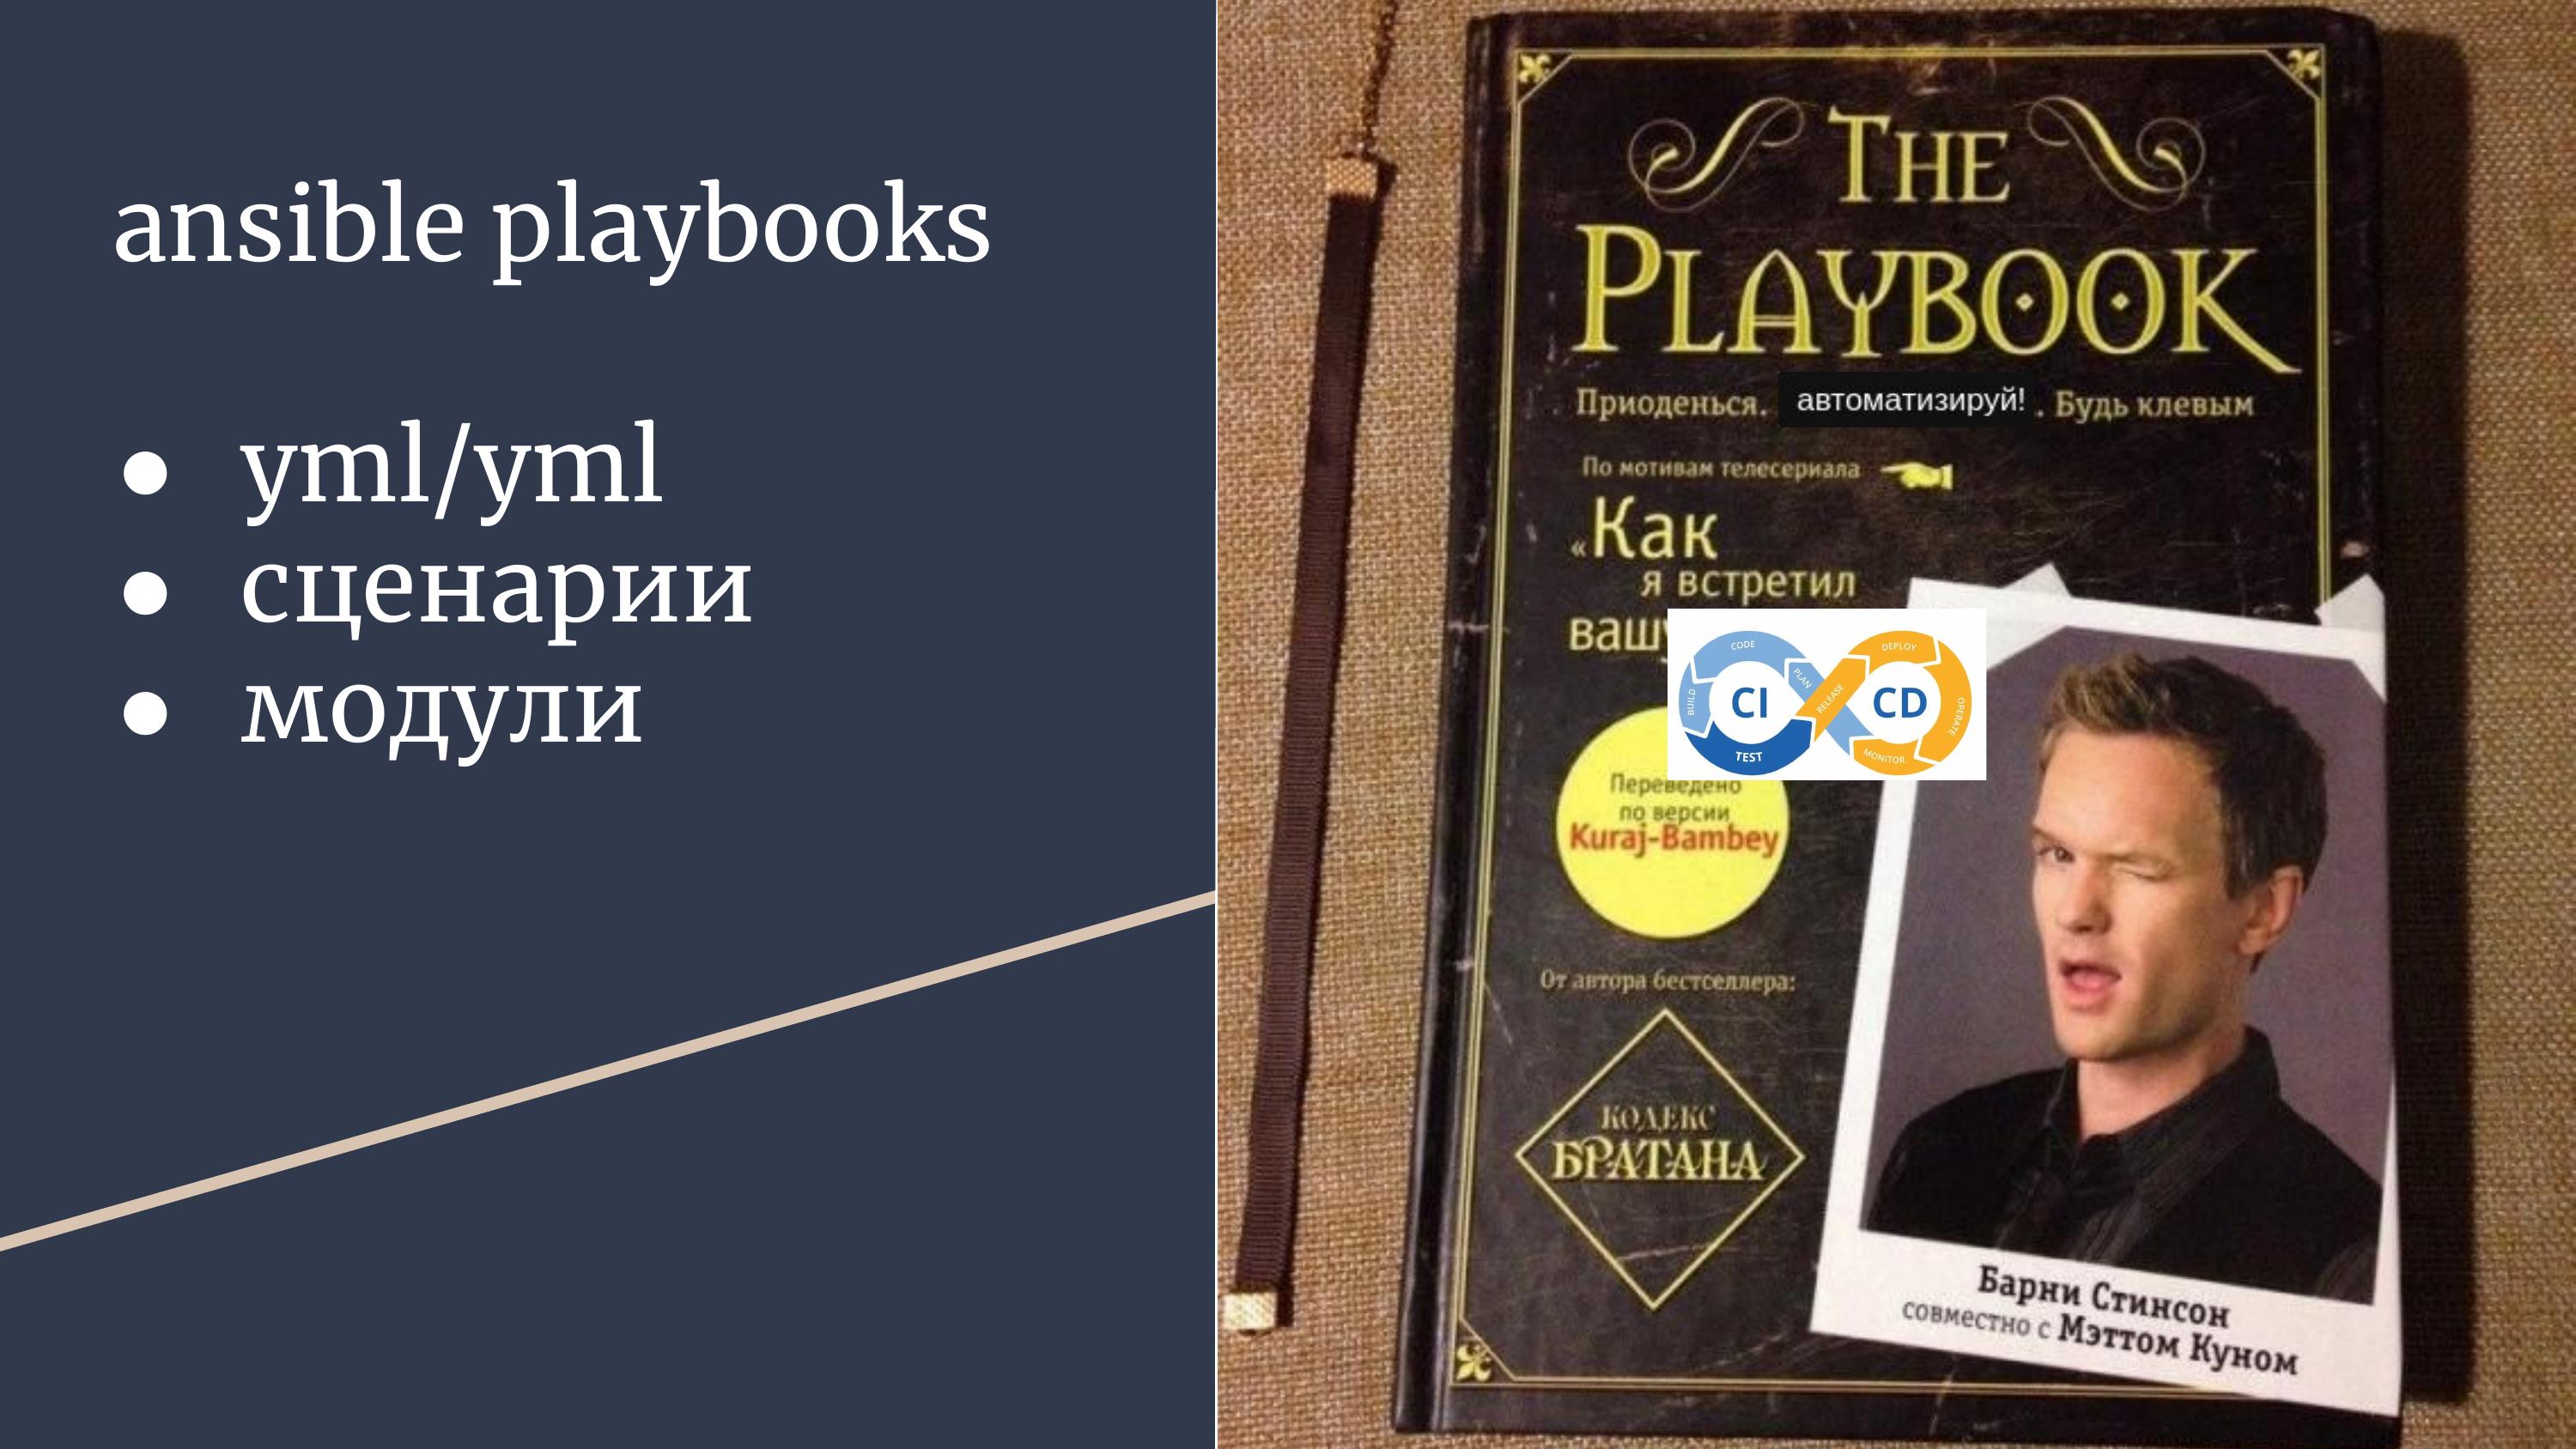 ansible playbooks
● yml/yml
● сценарии
● модули
THE
PLAYBOOK
Приоденься. автоматизируй! . Будь клевым
По мотивам телесериала
«Как
я встретил
вашу
CODE
DEPLOY
PLAN
BUILD
CI
RELEASE
CD
OPERATE
TEST
MONITOR
Переведено
по версии
Kuraj-Bambey
От автора бестселлера:
КОДЕКС
БРАТАНА
Барни Стинсон
совместно с Мэттом Куном